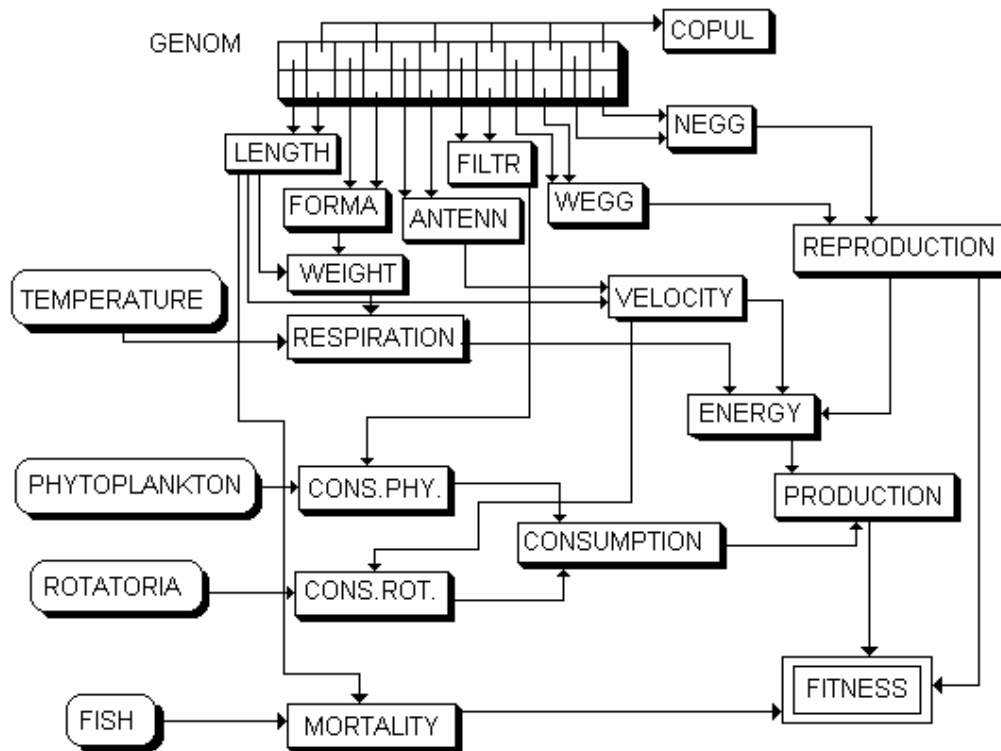 COPUL
GENOM
NEGG
LENGTH
FILTR
FORMA
ANTENN
WEGG
REPRODUCTION
WEIGHT
TEMPERATURE
VELOCITY
RESPIRATION
ENERGY
PHYTOPLANKTON
CONS.PHY.
PRODUCTION
CONSUMPTION
ROTATORIA
CONS.ROT.
FITNESS
FISH
MORTALITY